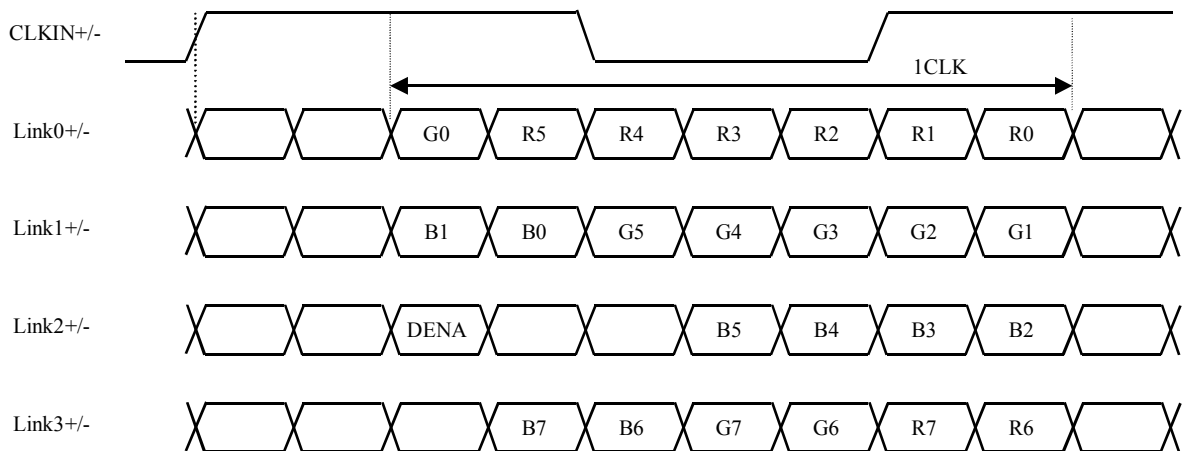 CLKIN+/-
1CLK
Link0+/- G0 R5 R4 R3 R2 R1 R0
Link1+/- B1 B0 G5 G4 G3 G2 G1
Link2+/- DENA B5 B4 B3 B2
Link3+/- B7 B6 G7 G6 R7 R6